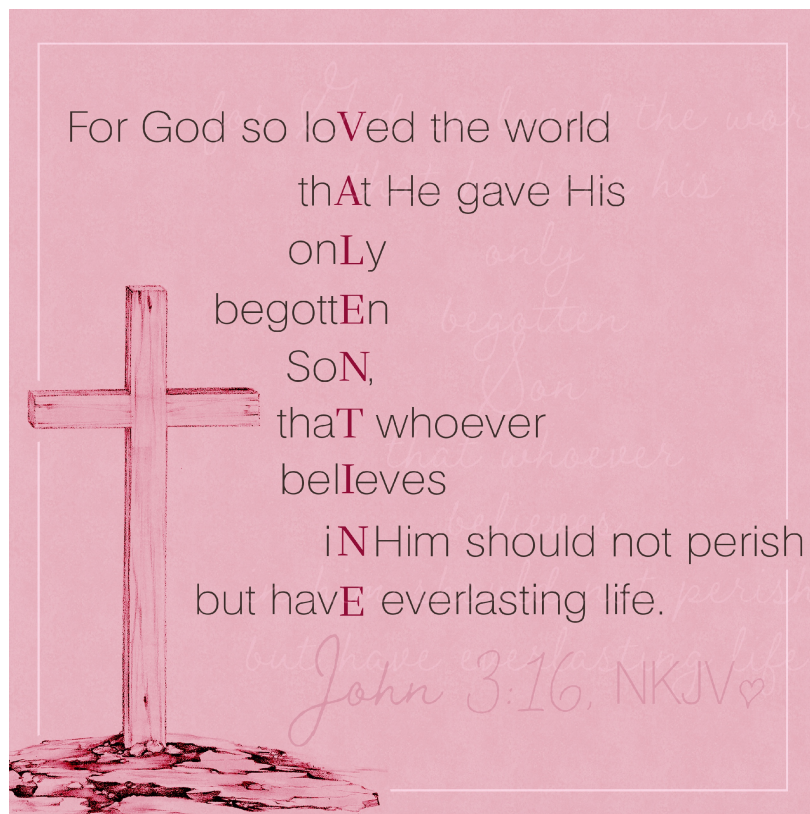 For God so loVed the world
thAt He gave His
onLy
begottEn
SoN,
thaT whoever
belIeves
iN Him should not perish
but havE everlasting life.
John 3:16, NKJV♡